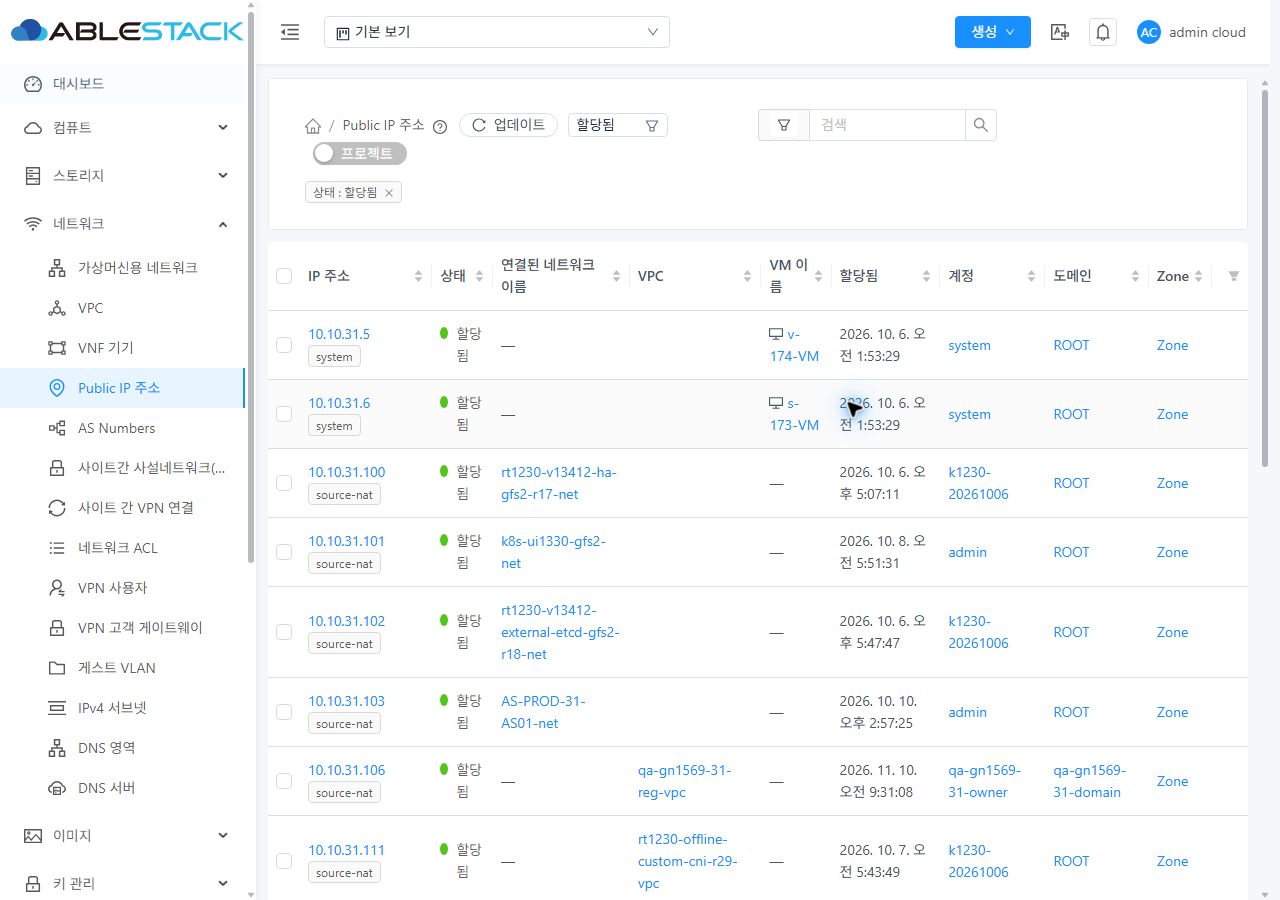 ABLESTACK
기본 보기
생성
AC admin cloud
대시보드
컴퓨트
스토리지
네트워크
가상머신용 네트워크
VPC
VNF 기기
Public IP 주소
AS Numbers
사이트간 사설네트워크(...
사이트 간 VPN 연결
네트워크 ACL
VPN 사용자
VPN 고객 게이트웨이
게스트 VLAN
IPv4 서브넷
DNS 영역
DNS 서버
이미지
키 관리
/ Public IP 주소 업데이트 할당됨 검색
프로젝트
상태 : 할당됨
IP 주소 상태 연결된 네트워크 이름 VPC VM 이름 할당됨 계정 도메인 Zone
10.10.31.5 할당됨 — v-174-VM 2026. 10. 6. 오전 1:53:29 system ROOT Zone
system
10.10.31.6 할당됨 — s-173-VM 2026. 10. 6. 오전 1:53:29 system ROOT Zone
system
10.10.31.100 할당됨 rt1230-v13412-ha-gfs2-r17-net — 2026. 10. 6. 오후 5:07:11 k1230-20261006 ROOT Zone
source-nat
10.10.31.101 할당됨 k8s-ui1330-gfs2-net — 2026. 10. 8. 오전 5:51:31 admin ROOT Zone
source-nat
10.10.31.102 할당됨 rt1230-v13412-external-etcd-gfs2-r18-net — 2026. 10. 6. 오후 5:47:47 k1230-20261006 ROOT Zone
source-nat
10.10.31.103 할당됨 AS-PROD-31-AS01-net — 2026. 10. 10. 오후 2:57:25 admin ROOT Zone
source-nat
10.10.31.106 할당됨 — qa-gn1569-31-reg-vpc — 2026. 11. 10. 오전 9:31:08 qa-gn1569-31-owner qa-gn1569-31-domain Zone
source-nat
10.10.31.111 할당됨 — rt1230-offline-custom-cni-r29-vpc — 2026. 10. 7. 오전 5:43:49 k1230-20261006 ROOT Zone
source-nat